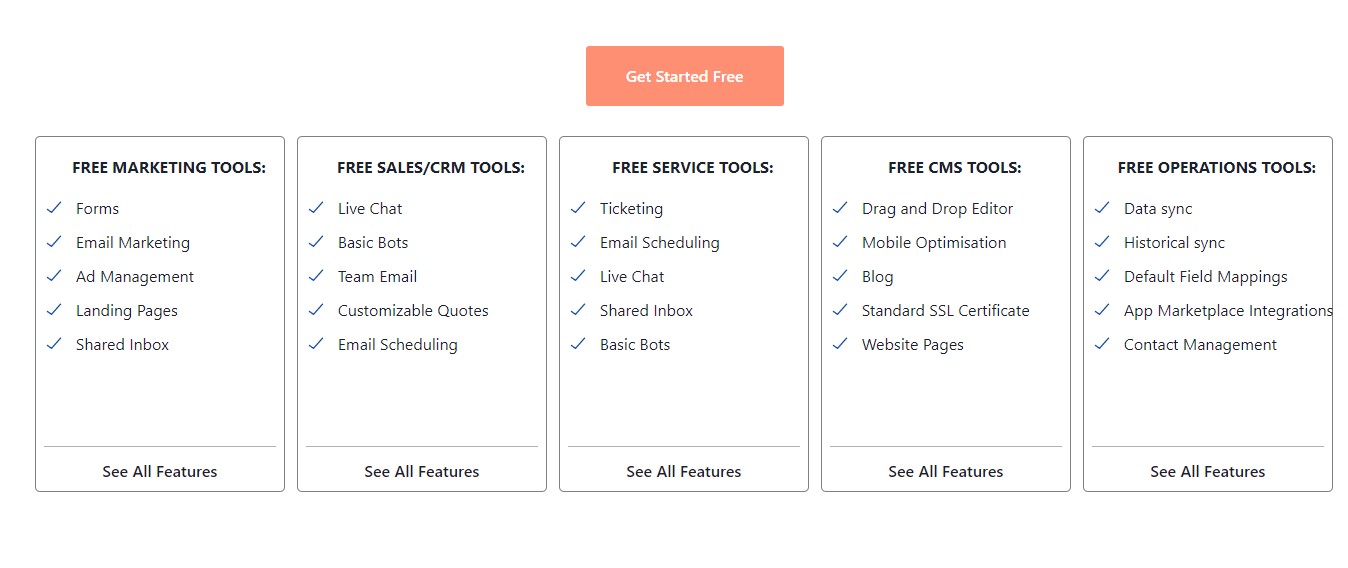 Get Started Free
FREE MARKETING TOOLS:
Forms
Email Marketing
Ad Management
Landing Pages
Shared Inbox
See All Features
FREE SALES/CRM TOOLS:
Live Chat
Basic Bots
Team Email
Customizable Quotes
Email Scheduling
See All Features
FREE SERVICE TOOLS:
Ticketing
Email Scheduling
Live Chat
Shared Inbox
Basic Bots
See All Features
FREE CMS TOOLS:
Drag and Drop Editor
Mobile Optimisation
Blog
Standard SSL Certificate
Website Pages
See All Features
FREE OPERATIONS TOOLS:
Data sync
Historical sync
Default Field Mappings
App Marketplace Integrations
Contact Management
See All Features